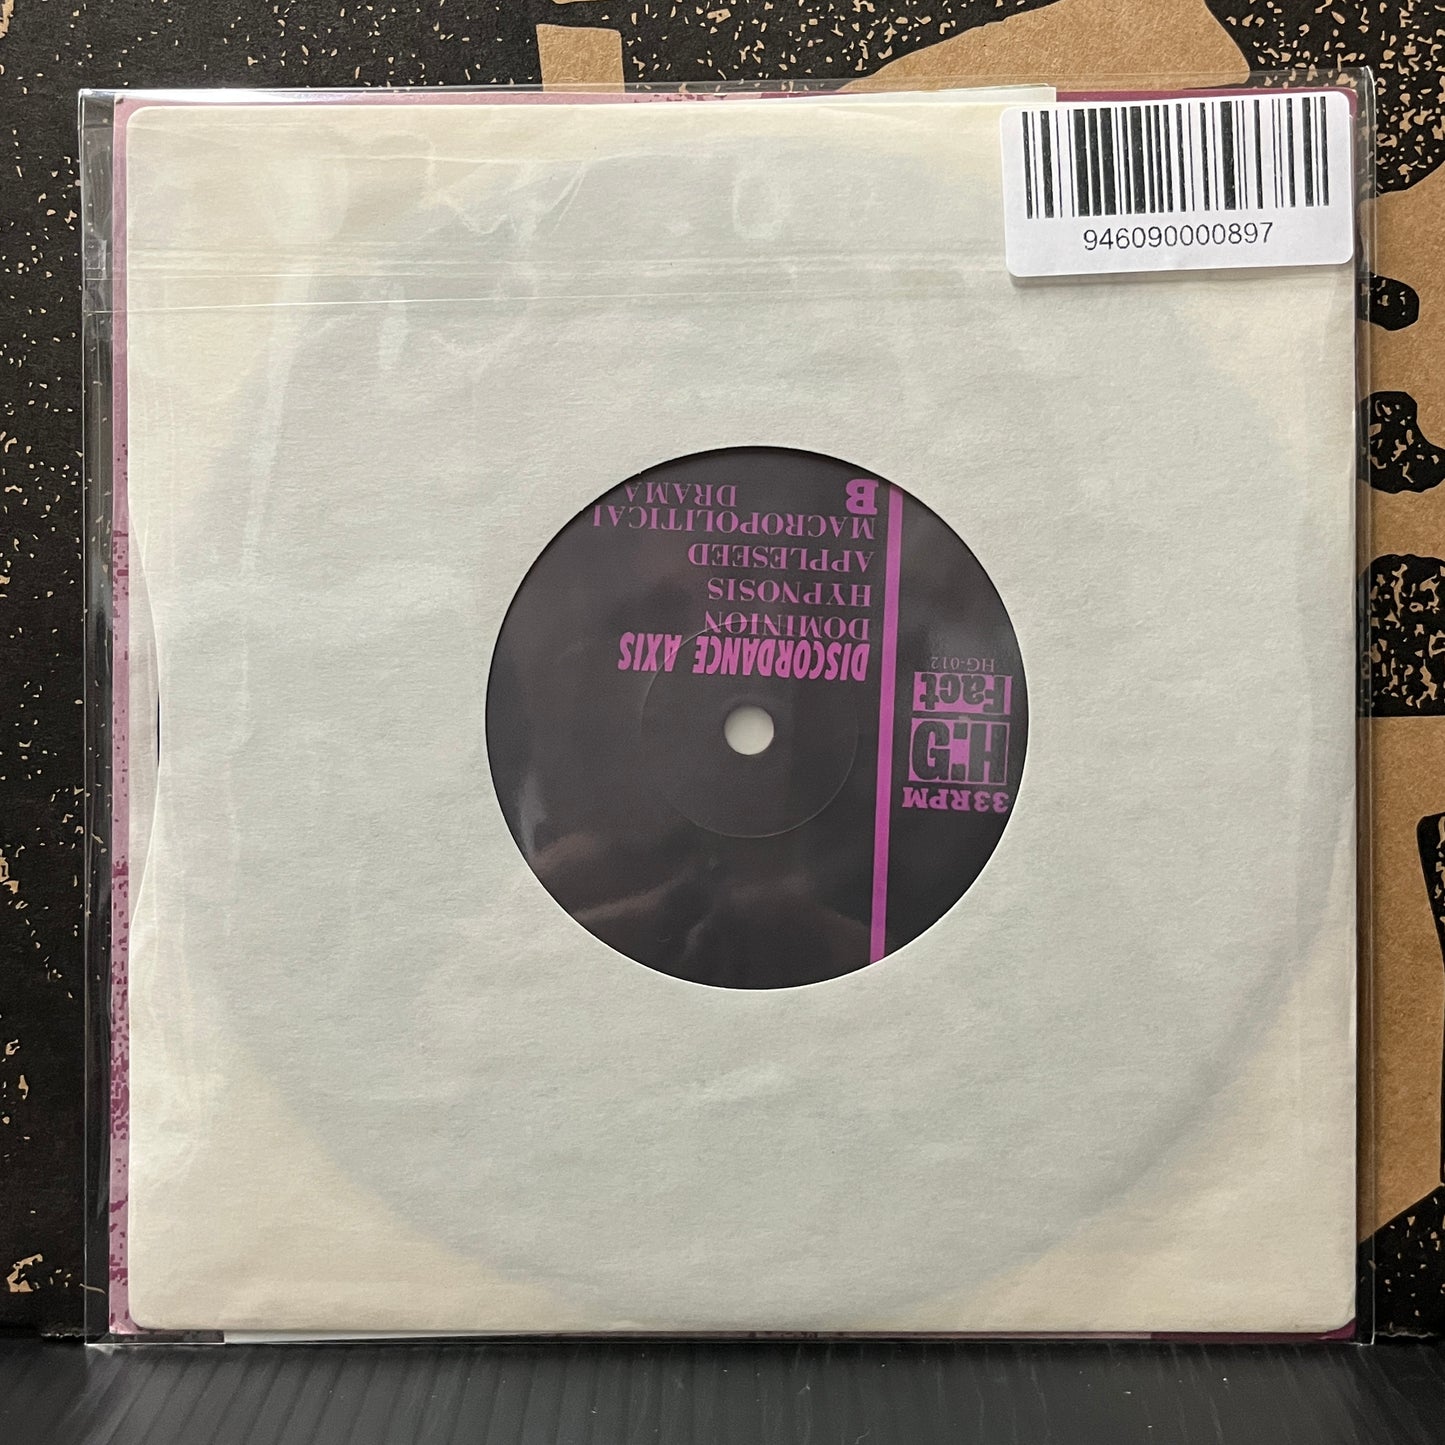 946090000897
33RPM
H:G
Fact
HG-012
DISCORDANCE AXIS
DOMINION
HYPNOSIS
APPLESEED
MACROPOLITICAL
DRAMA
B